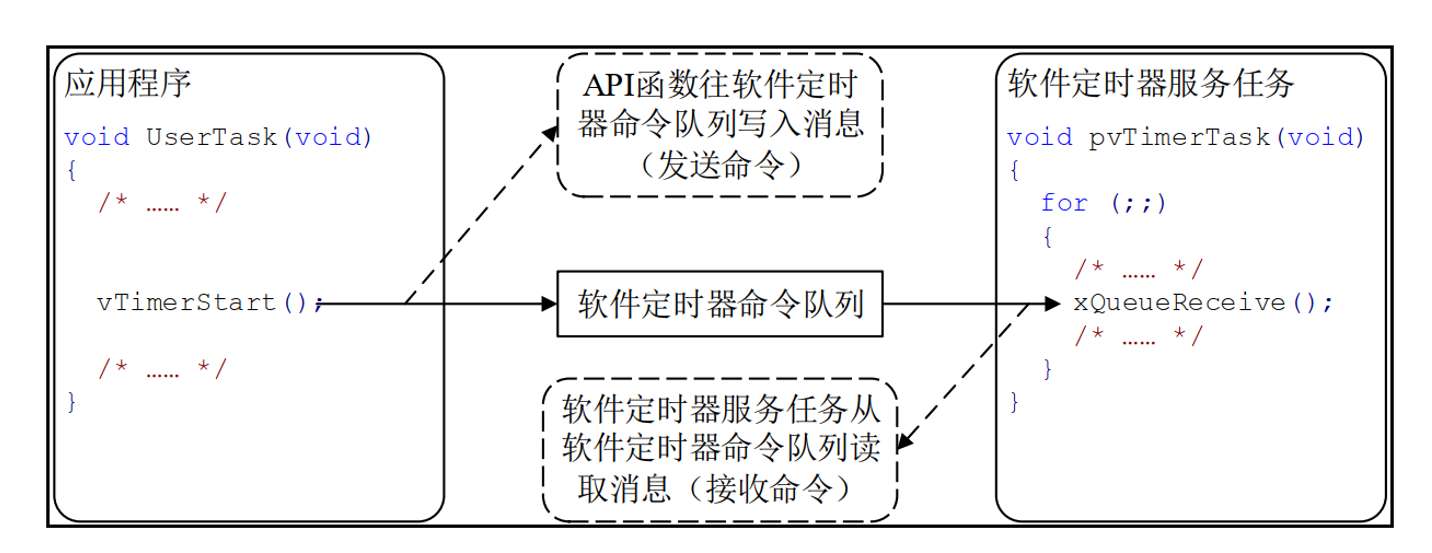 应用程序
void UserTask(void)
{
/* …… */
vTimerStart();
/* …… */
}
API函数往软件定时
器命令队列写入消息
（发送命令）
软件定时器命令队列
软件定时器服务任务从
软件定时器命令队列读
取消息（接收命令）
软件定时器服务任务
void pvTimerTask(void)
{
for (;;)
{
/* …… */
xQueueReceive();
/* …… */
}
}